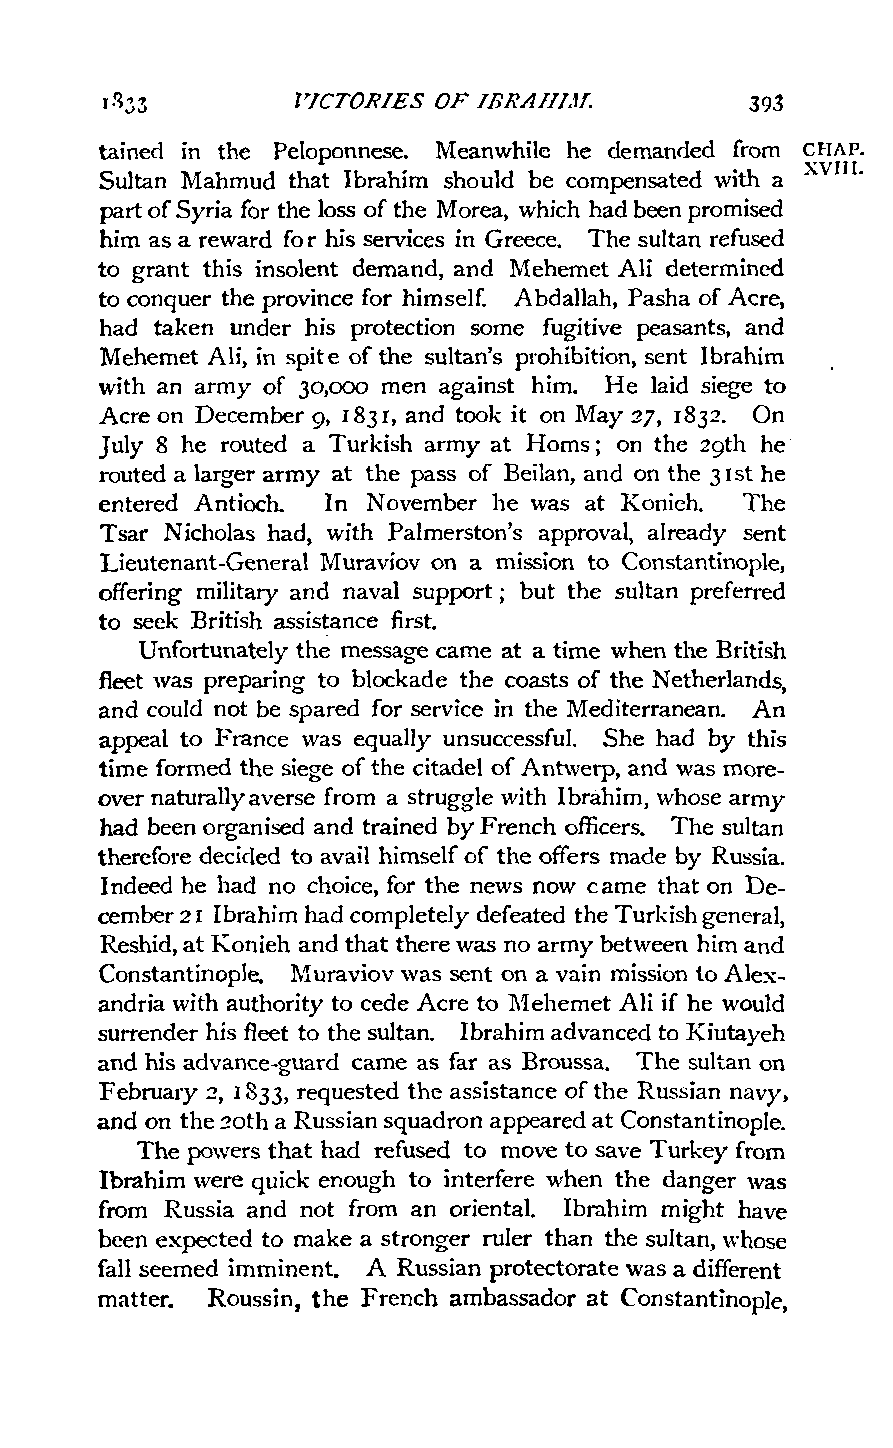 1833 VICTORIES OF IBRAHIM. 393
tained in the Peloponnese. Meanwhile he demanded from
CHAP.
XVIII.
Sultan Mahmud that Ibrahim should be compensated with a
part of Syria for the loss of the Morea, which had been promised
him as a reward for his services in Greece. The sultan refused
to grant this insolent demand, and Mehemet Ali determined
to conquer the province for himself. Abdallah, Pasha of Acre,
had taken under his protection some fugitive peasants, and
Mehemet Ali, in spite of the sultan's prohibition, sent Ibrahim
with an army of 30,000 men against him. He laid siege to
Acre on December 9, 1831, and took it on May 27, 1832. On
July 8 he routed a Turkish army at Homs; on the 29th he
routed a larger army at the pass of Beilan, and on the 31st he
entered Antioch. In November he was at Konieh. The
Tsar Nicholas had, with Palmerston's approval, already sent
Lieutenant-General Muraviov on a mission to Constantinople,
offering military and naval support; but the sultan preferred
to seek British assistance first.
Unfortunately the message came at a time when the British
fleet was preparing to blockade the coasts of the Netherlands,
and could not be spared for service in the Mediterranean. An
appeal to France was equally unsuccessful. She had by this
time formed the siege of the citadel of Antwerp, and was more-
over naturally averse from a struggle with Ibrahim, whose army
had been organised and trained by French officers. The sultan
therefore decided to avail himself of the offers made by Russia.
Indeed he had no choice, for the news now came that on De-
cember 21 Ibrahim had completely defeated the Turkish general,
Reshid, at Konieh and that there was no army between him and
Constantinople. Muraviov was sent on a vain mission to Alex-
andria with authority to cede Acre to Mehemet Ali if he would
surrender his fleet to the sultan. Ibrahim advanced to Kiutayeh
and his advance-guard came as far as Broussa. The sultan on
February 2, 1833, requested the assistance of the Russian navy,
and on the 20th a Russian squadron appeared at Constantinople.
The powers that had refused to move to save Turkey from
Ibrahim were quick enough to interfere when the danger was
from Russia and not from an oriental. Ibrahim might have
been expected to make a stronger ruler than the sultan, whose
fall seemed imminent. A Russian protectorate was a different
matter. Roussin, the French ambassador at Constantinople,